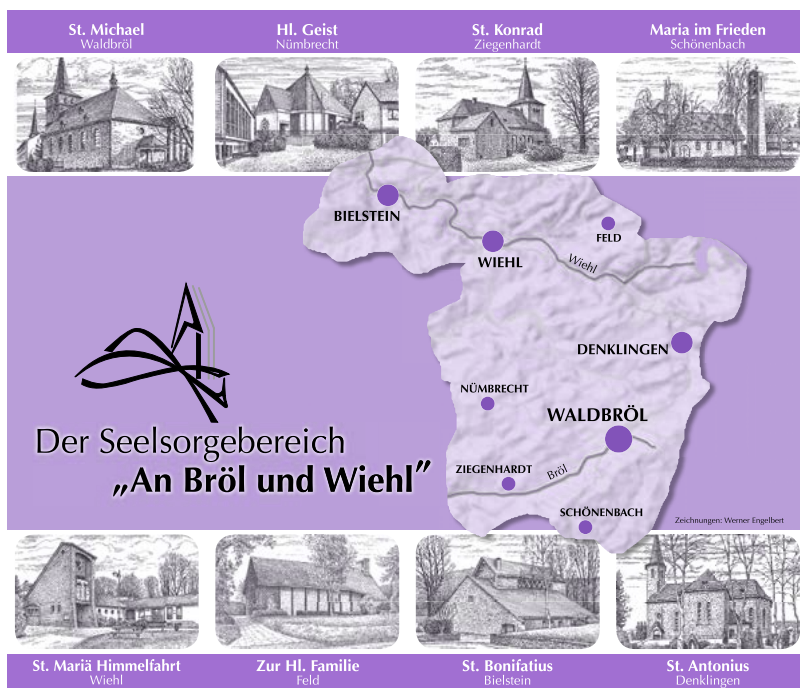 St. Michael
Waldbröl
Hl. Geist
Nümbrecht
St. Konrad
Ziegenhardt
Maria im Frieden
Schönenbach
BIELSTEIN
WIEHL
FELD
Wiehl
DENKLINGEN
NÜMBRECHT
WALDBRÖL
ZIEGENHARDT
Bröl
SCHÖNENBACH
Der Seelsorgebereich
„An Bröl und Wiehl”
Zeichnungen: Werner Engelbert
St. Mariä Himmelfahrt
Wiehl
Zur Hl. Familie
Feld
St. Bonifatius
Bielstein
St. Antonius
Denklingen